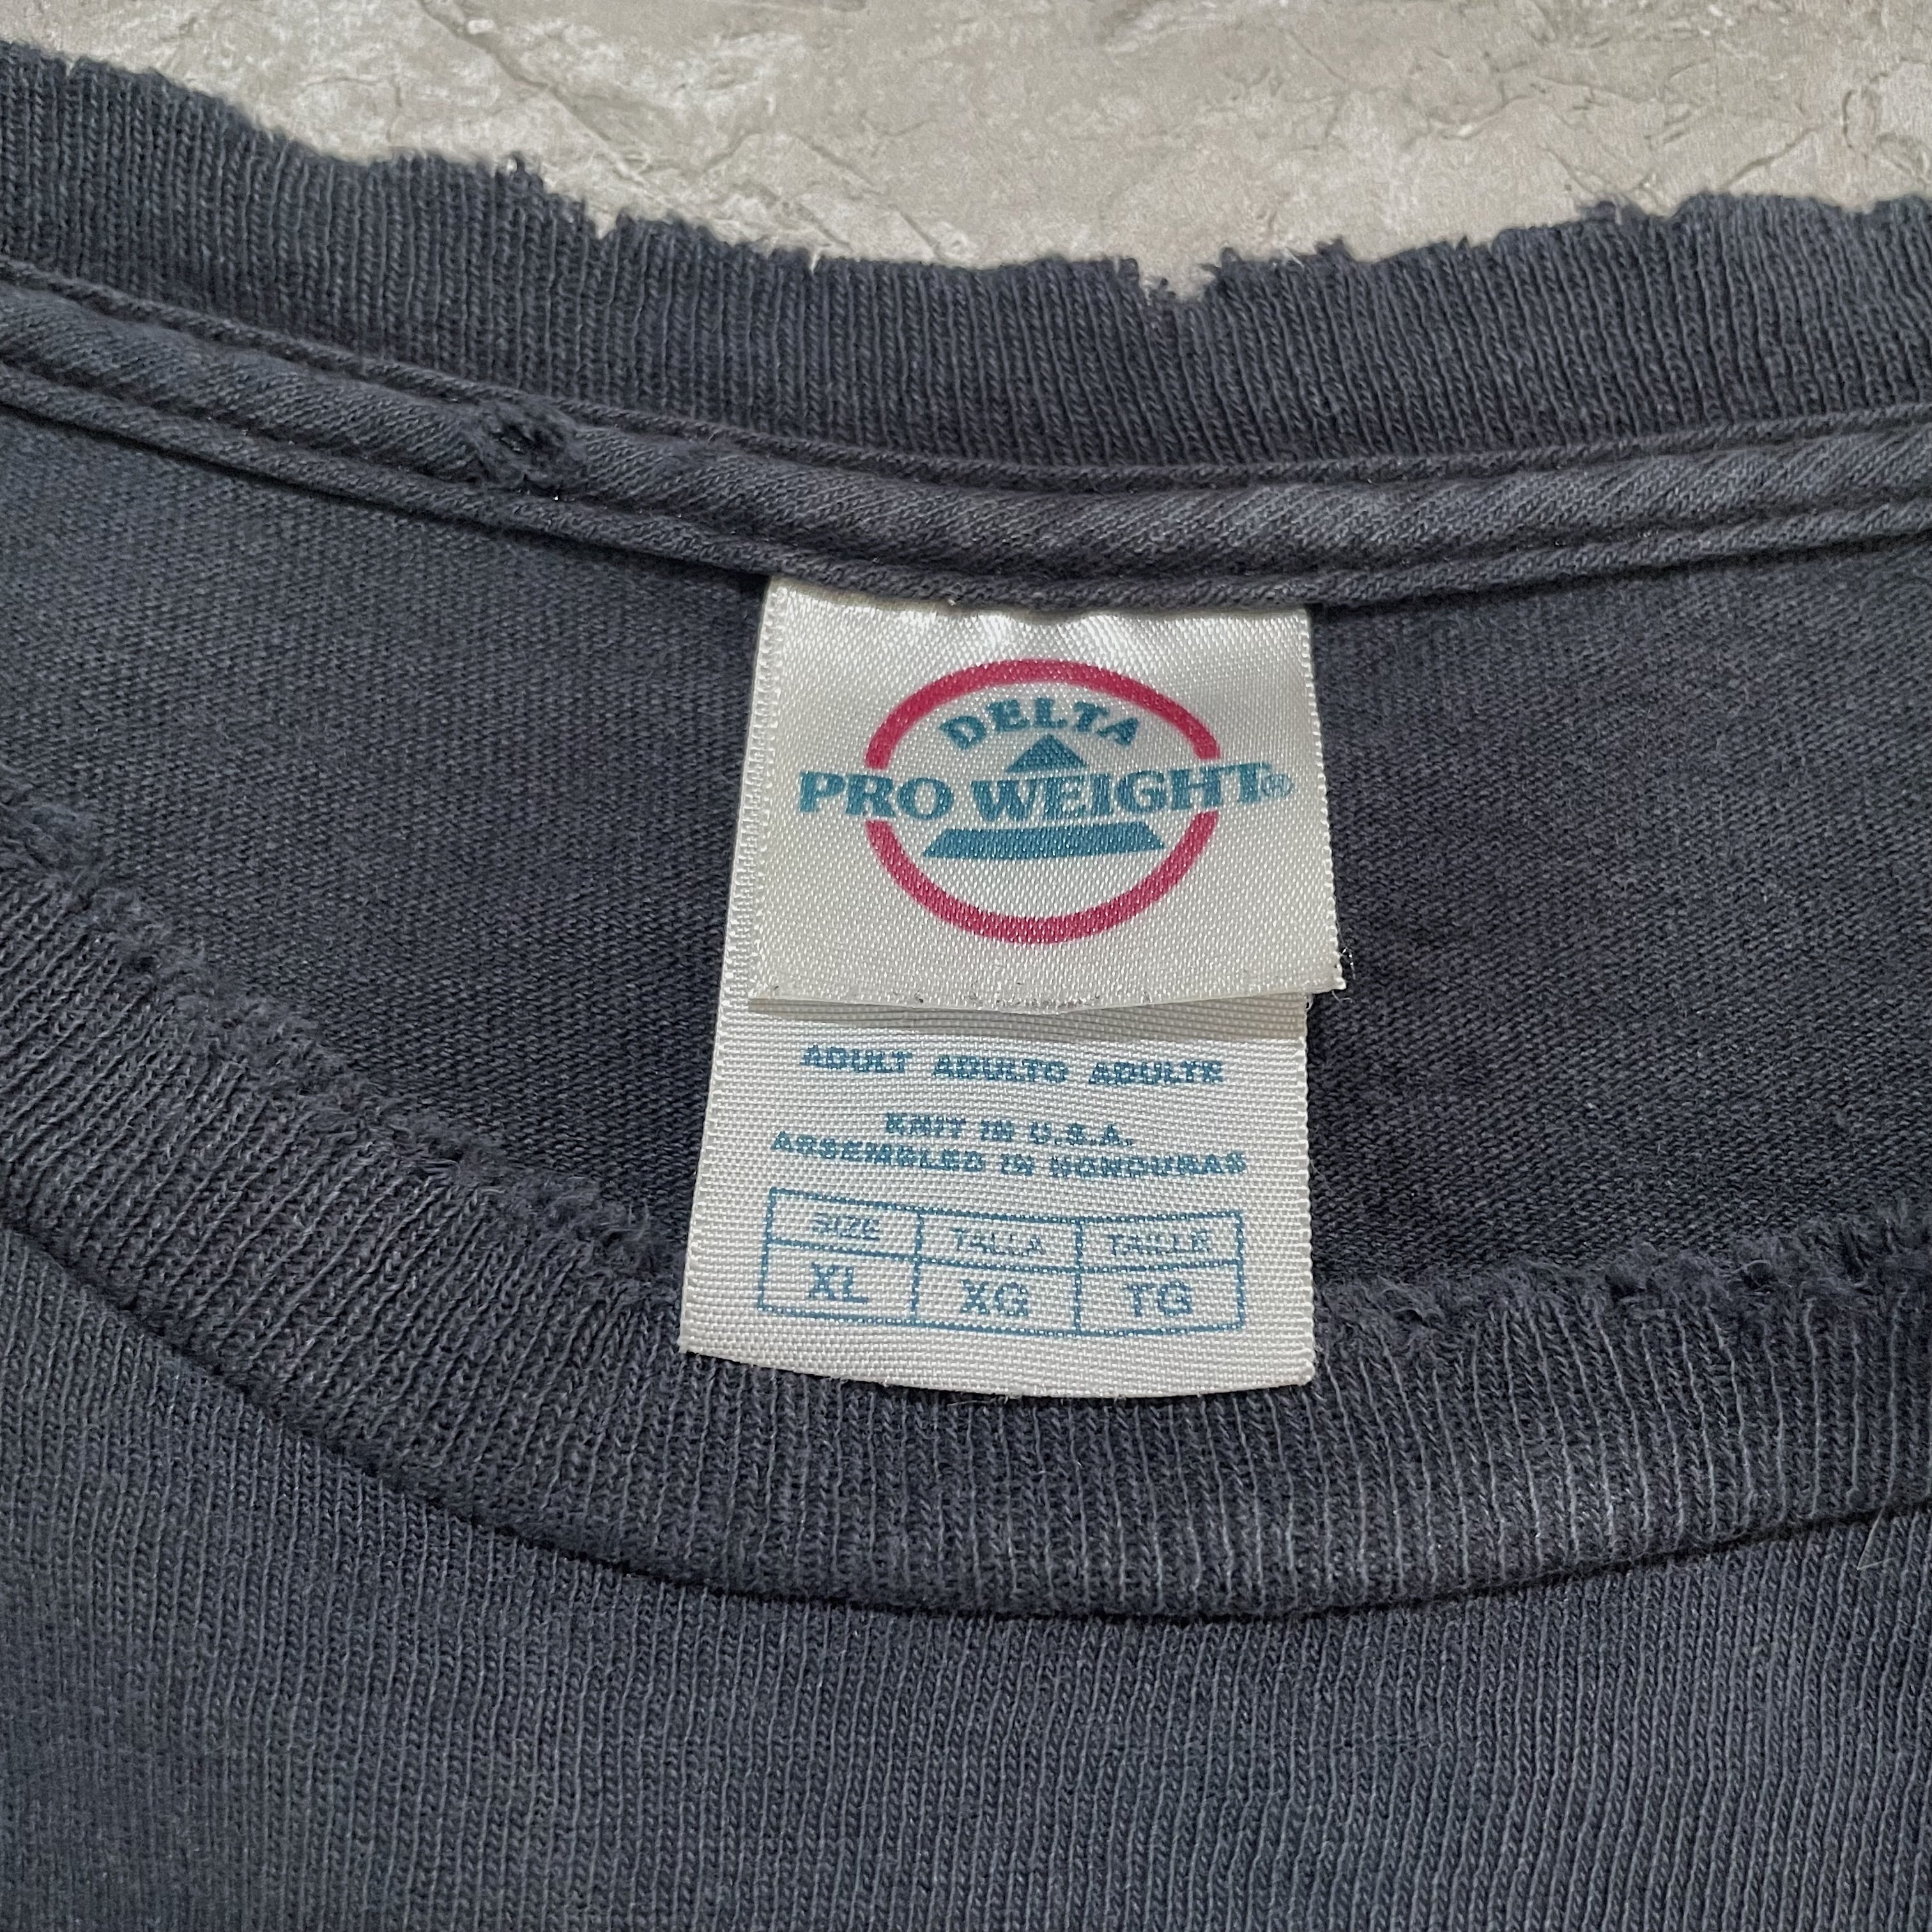 DELTA
PRO WEIGHT®
ADULT ADULTO ADULTE
KNIT IN U.S.A.
ASSEMBLED IN HONDURAS
SIZE TALLA TAILLE
XL XG TG